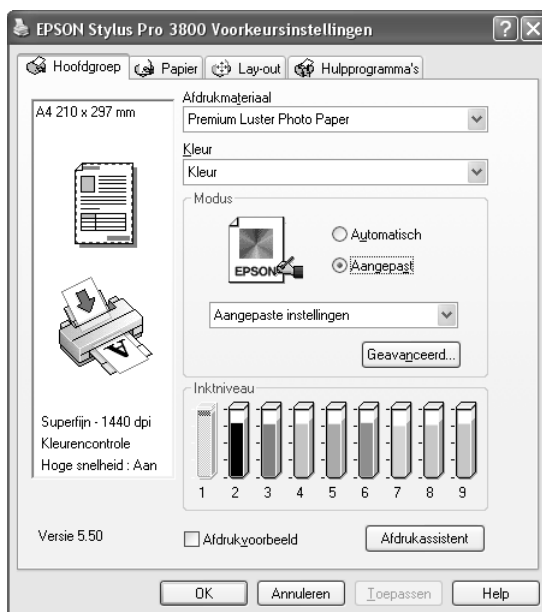 EPSON Stylus Pro 3800 Voorkeursinstellingen
Hoofdgroep Papier Lay-out Hulpprogramma's
A4 210 x 297 mm
Afdrukmateriaal
Premium Luster Photo Paper
Kleur
Kleur
Modus
EPSON
Automatisch
Aangepast
Aangepaste instellingen
Geavanceerd...
Inktniveau
1 2 3 4 5 6 7 8 9
Superfijn - 1440 dpi
Kleurencontrole
Hoge snelheid : Aan
Versie 5.50
Afdrukvoorbeeld
Afdrukassistent
OK Annuleren Toepassen Help